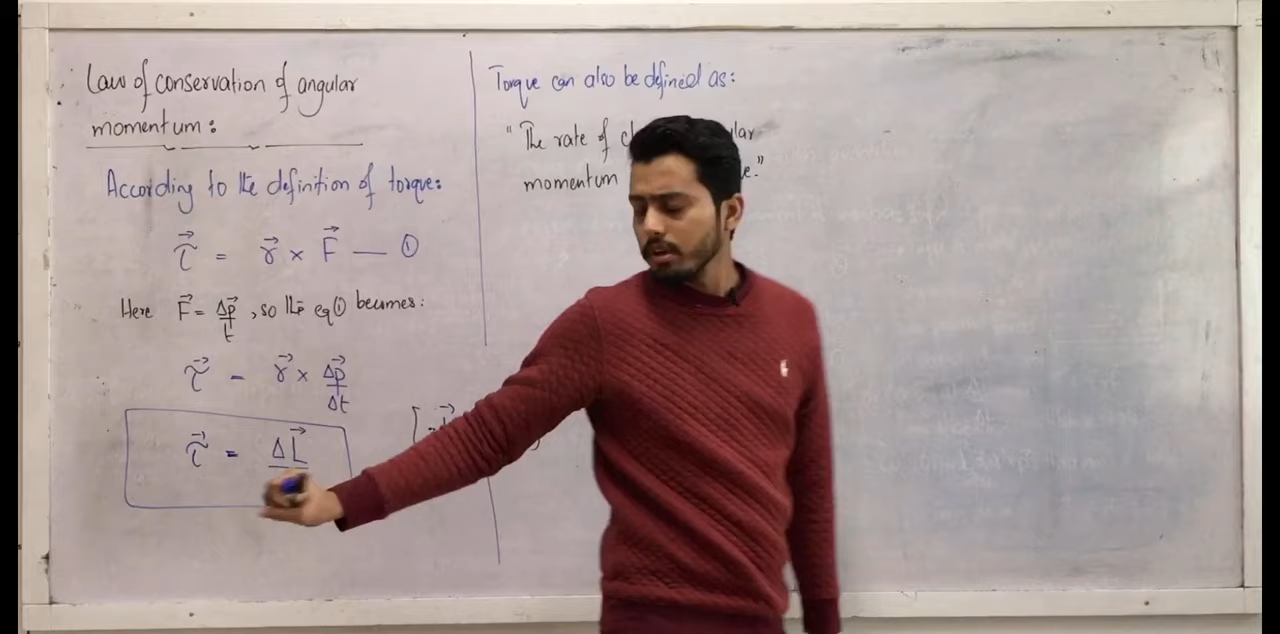 Law of conservation of angular
momentum:
According to the definition of torque:
τ⃗ = r⃗ × F⃗ — ①
Here F⃗ = Δp⃗/t , so the eq① becomes:
τ⃗ = r⃗ × Δp⃗/Δt
τ⃗ = ΔL⃗
Torque can also be defined as:
"The rate of
momentum